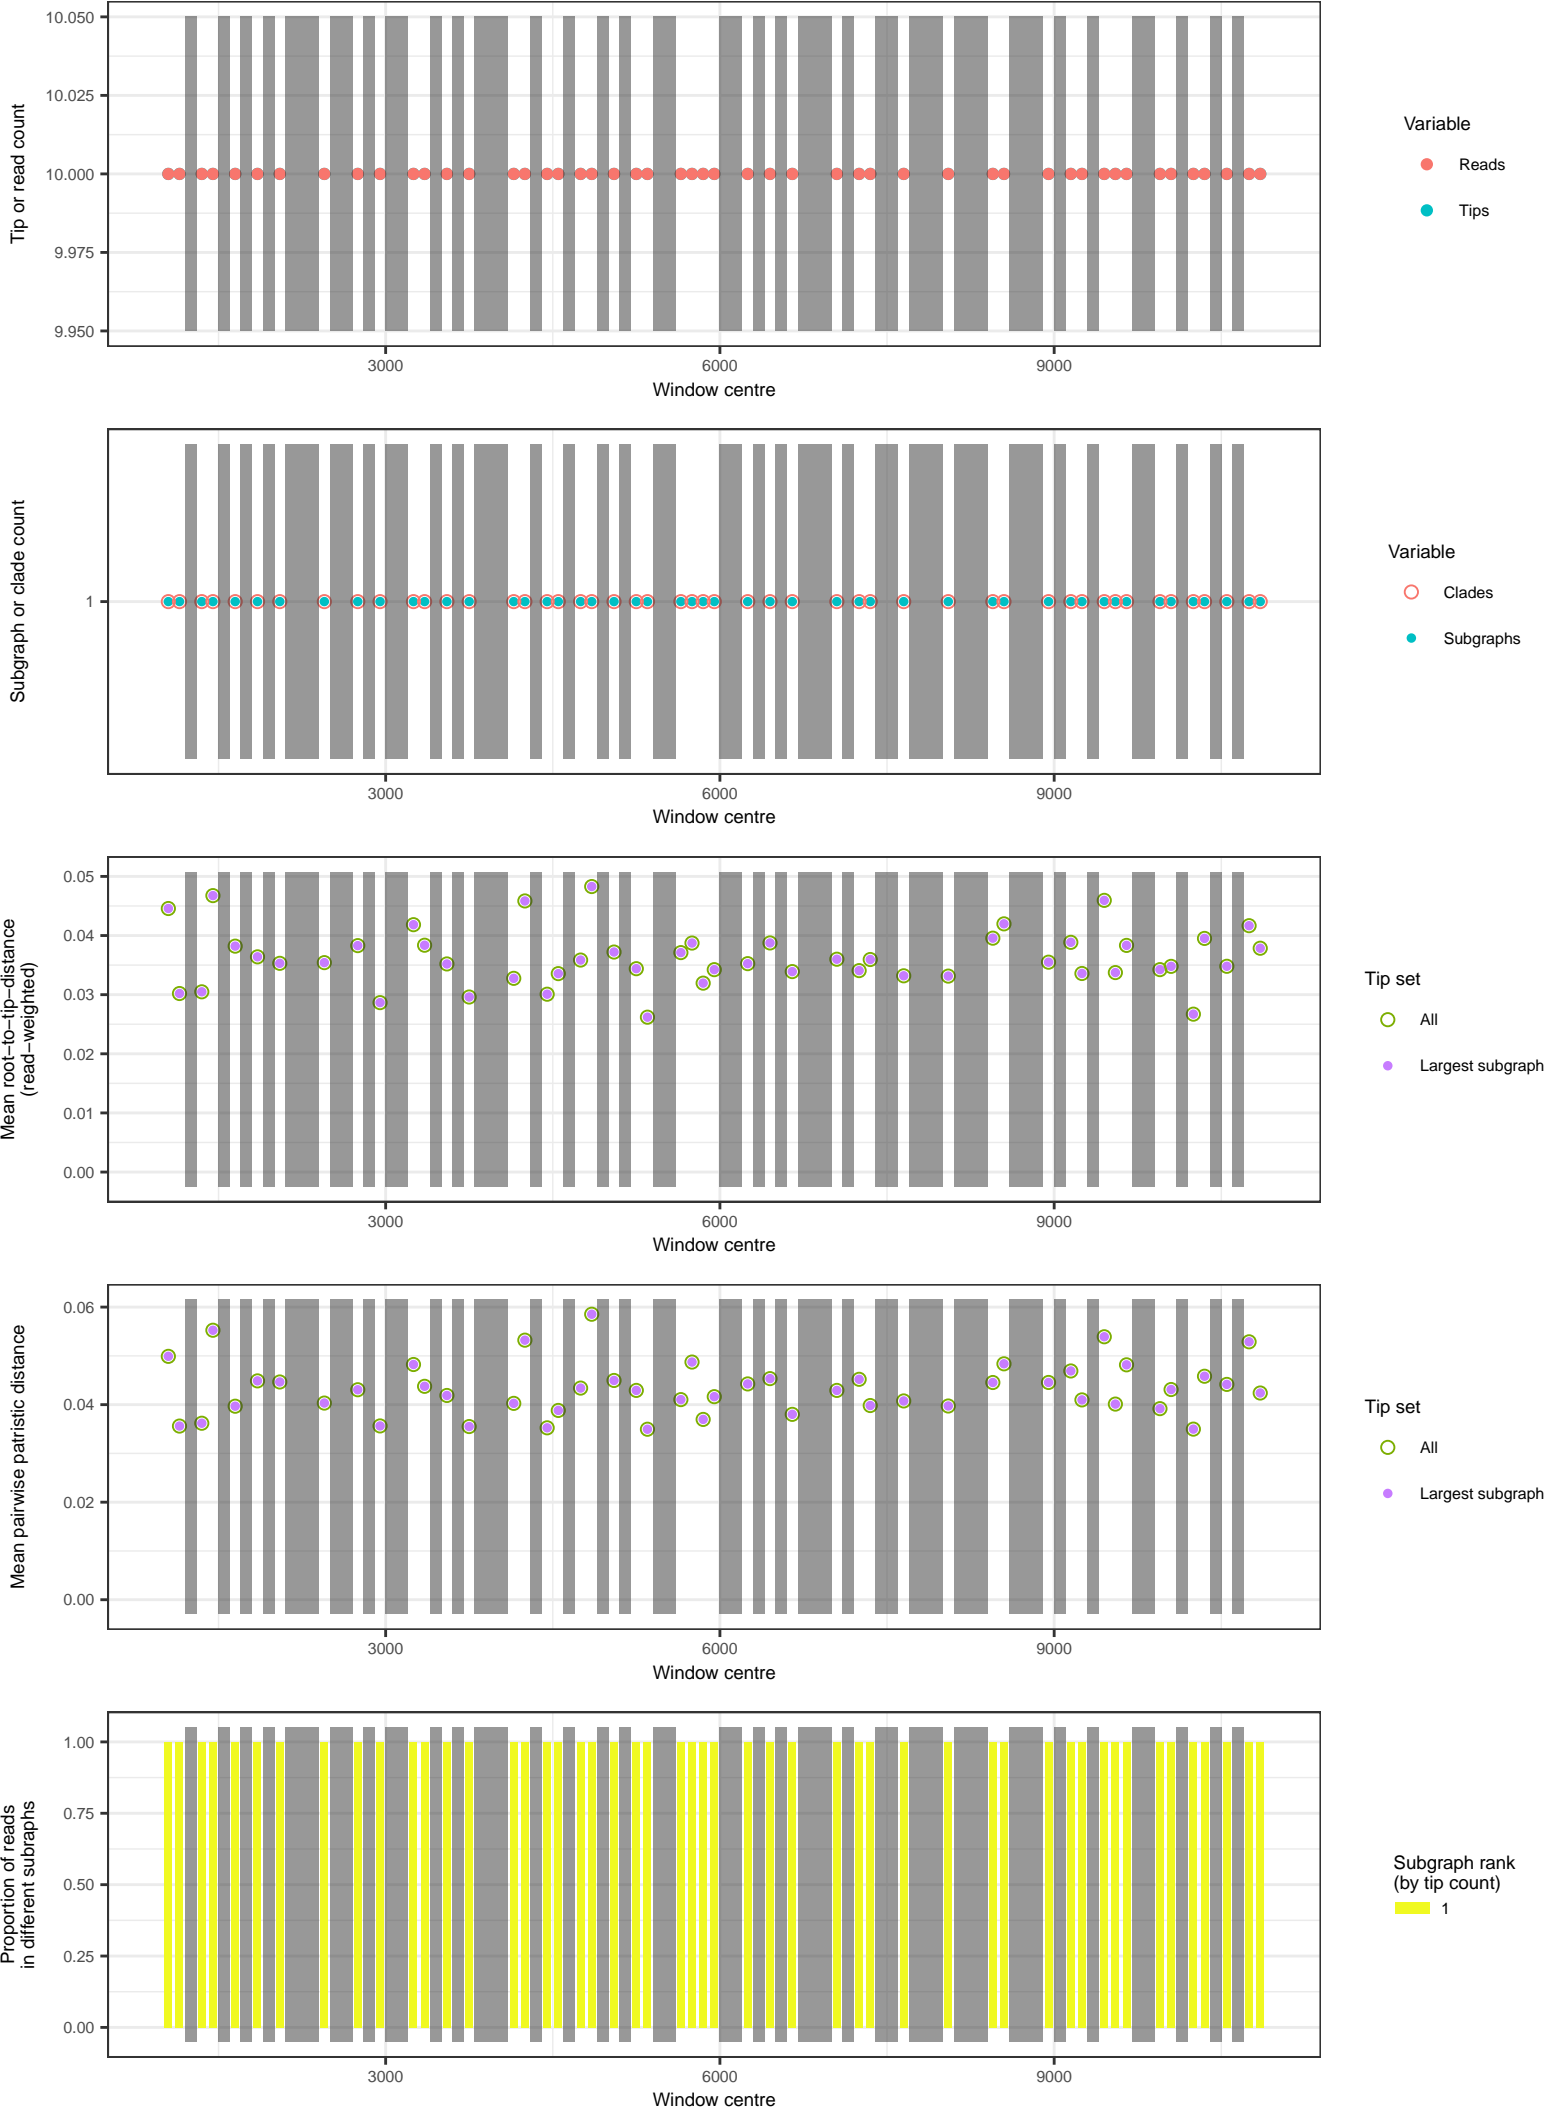 10.050
10.025
10.000
9.975
9.950
Tip or read count
3000
6000
9000
Window centre
Variable
Reads
Tips
1
Subgraph or clade count
3000
6000
9000
Window centre
Variable
Clades
Subgraphs
0.05
0.04
0.03
0.02
0.01
0.00
Mean root−to−tip−distance
(read−weighted)
3000
6000
9000
Window centre
Tip set
All
Largest subgraph
0.06
0.04
0.02
0.00
Mean pairwise patristic distance
3000
6000
9000
Window centre
Tip set
All
Largest subgraph
1.00
0.75
0.50
0.25
0.00
Proportion of reads
in different subraphs
3000
6000
9000
Window centre
Subgraph rank
(by tip count)
1